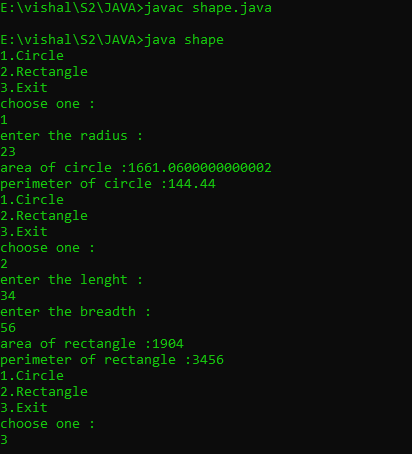 E:\vishal\S2\JAVA>javac shape.java
E:\vishal\S2\JAVA>java shape
1.Circle
2.Rectangle
3.Exit
choose one :
1
enter the radius :
23
area of circle :1661.0600000000002
perimeter of circle :144.44
1.Circle
2.Rectangle
3.Exit
choose one :
2
enter the lenght :
34
enter the breadth :
56
area of rectangle :1904
perimeter of rectangle :3456
1.Circle
2.Rectangle
3.Exit
choose one :
3